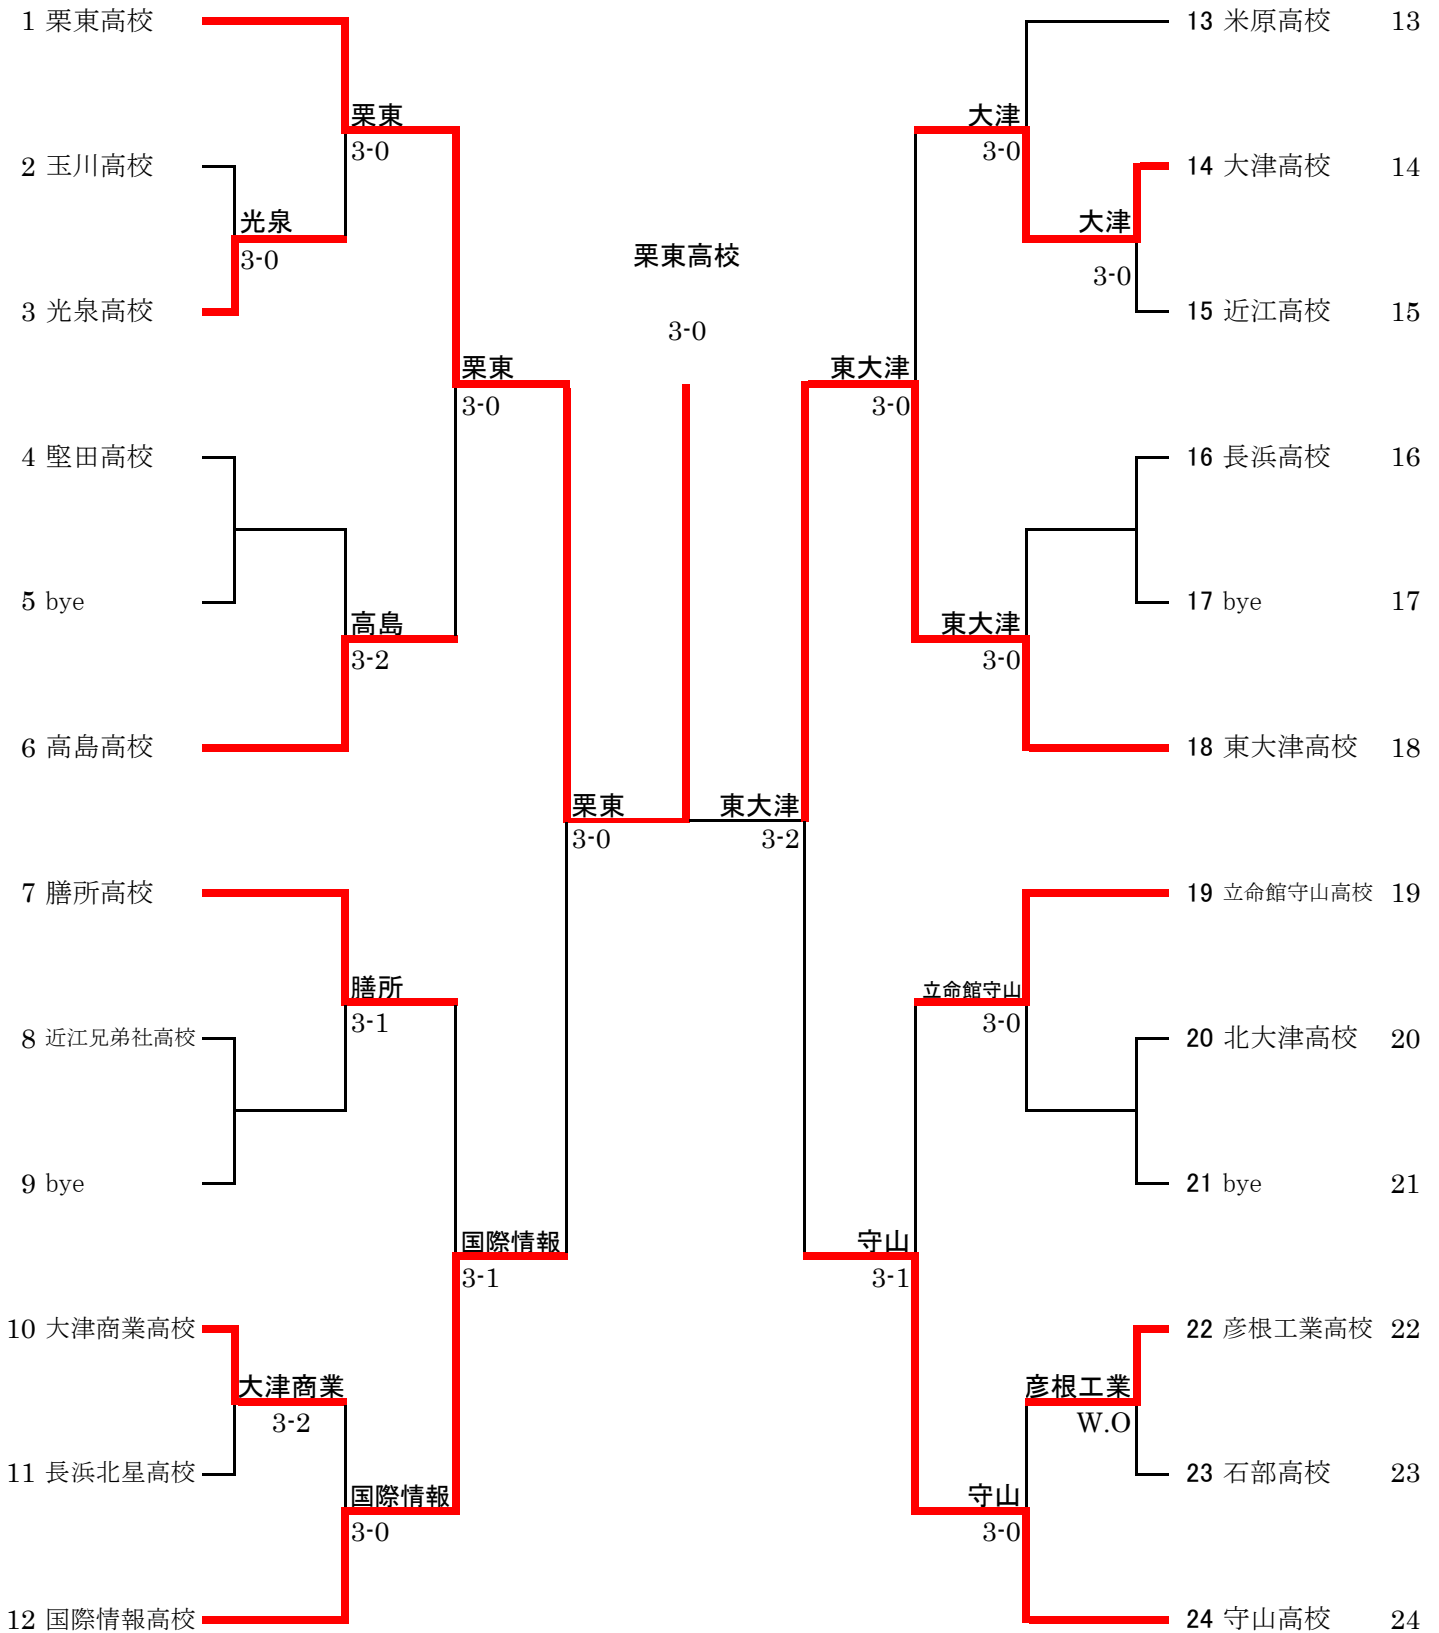 1 栗東高校
栗東
3-0
2 玉川高校
光泉
3-0
3 光泉高校
栗東
3-0
4 堅田高校
5 bye
高島
3-2
6 高島高校
栗東
3-0
7 膳所高校
膳所
3-1
8 近江兄弟社高校
9 bye
国際情報
3-1
10 大津商業高校
大津商業
3-2
11 長浜北星高校
国際情報
3-0
12 国際情報高校
栗東高校
3-0
13 米原高校 13
大津
3-0
14 大津高校 14
大津
3-0
15 近江高校 15
東大津
3-0
16 長浜高校 16
17 bye 17
東大津
3-0
18 東大津高校 18
東大津
3-2
19 立命館守山高校 19
立命館守山
3-0
20 北大津高校 20
21 bye 21
守山
3-1
22 彦根工業高校 22
彦根工業
W.O
23 石部高校 23
守山
3-0
24 守山高校 24